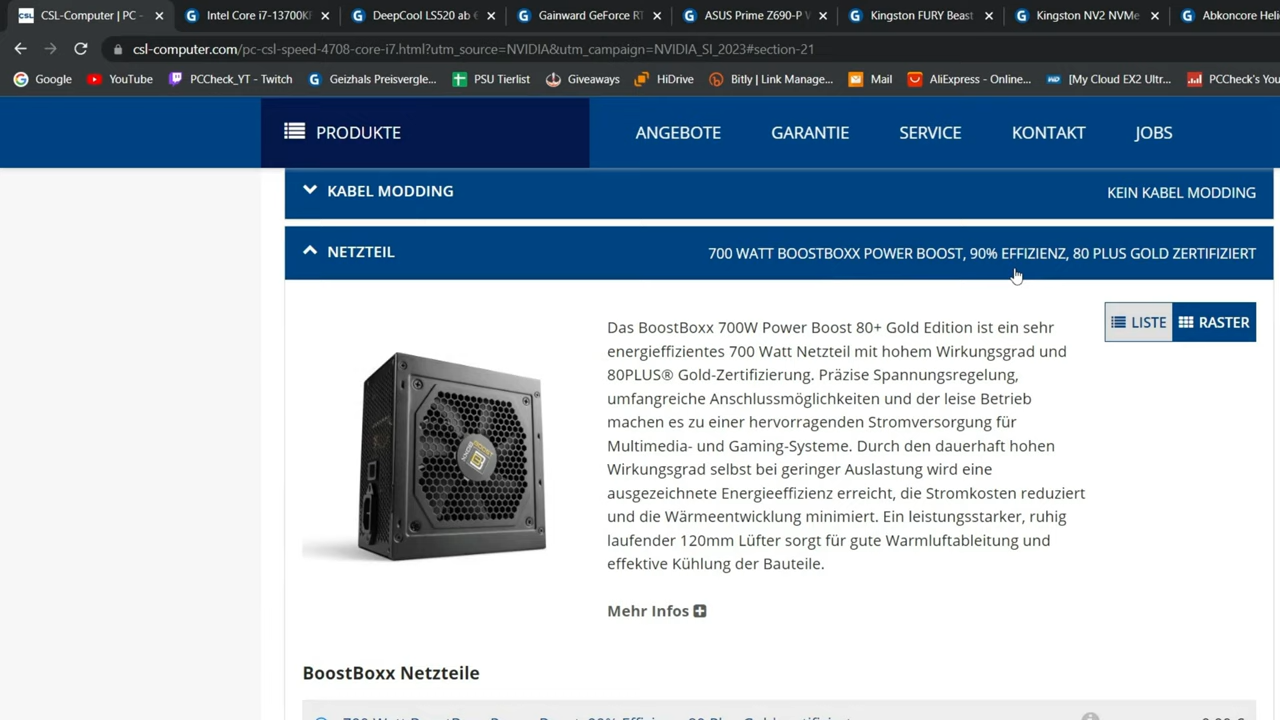 CSL-Computer | PC -
Intel Core i7-13700K
DeepCool LS520 ab €
Gainward GeForce RT
ASUS Prime Z690-P W
Kingston FURY Beast
Kingston NV2 NVMe
Abkoncore Heli
csl-computer.com/pc-csl-speed-4708-core-i7.html?utm_source=NVIDIA&utm_campaign=NVIDIA_SI_2023#section-21
Google
YouTube
PCCheck_YT - Twitch
Geizhals Preisvergle...
PSU Tierlist
Giveaways
HiDrive
Bitly | Link Manage...
Mail
AliExpress - Online...
[My Cloud EX2 Ultr...
PCCheck's You
PRODUKTE
ANGEBOTE
GARANTIE
SERVICE
KONTAKT
JOBS
KABEL MODDING
KEIN KABEL MODDING
NETZTEIL
700 WATT BOOSTBOXX POWER BOOST, 90% EFFIZIENZ, 80 PLUS GOLD ZERTIFIZIERT
LISTE
RASTER
Das BoostBoxx 700W Power Boost 80+ Gold Edition ist ein sehr
energieeffizientes 700 Watt Netzteil mit hohem Wirkungsgrad und
80PLUS® Gold-Zertifizierung. Präzise Spannungsregelung,
umfangreiche Anschlussmöglichkeiten und der leise Betrieb
machen es zu einer hervorragenden Stromversorgung für
Multimedia- und Gaming-Systeme. Durch den dauerhaft hohen
Wirkungsgrad selbst bei geringer Auslastung wird eine
ausgezeichnete Energieeffizienz erreicht, die Stromkosten reduziert
und die Wärmeentwicklung minimiert. Ein leistungsstarker, ruhig
laufender 120mm Lüfter sorgt für gute Warmluftableitung und
effektive Kühlung der Bauteile.
Mehr Infos
BoostBoxx Netzteile